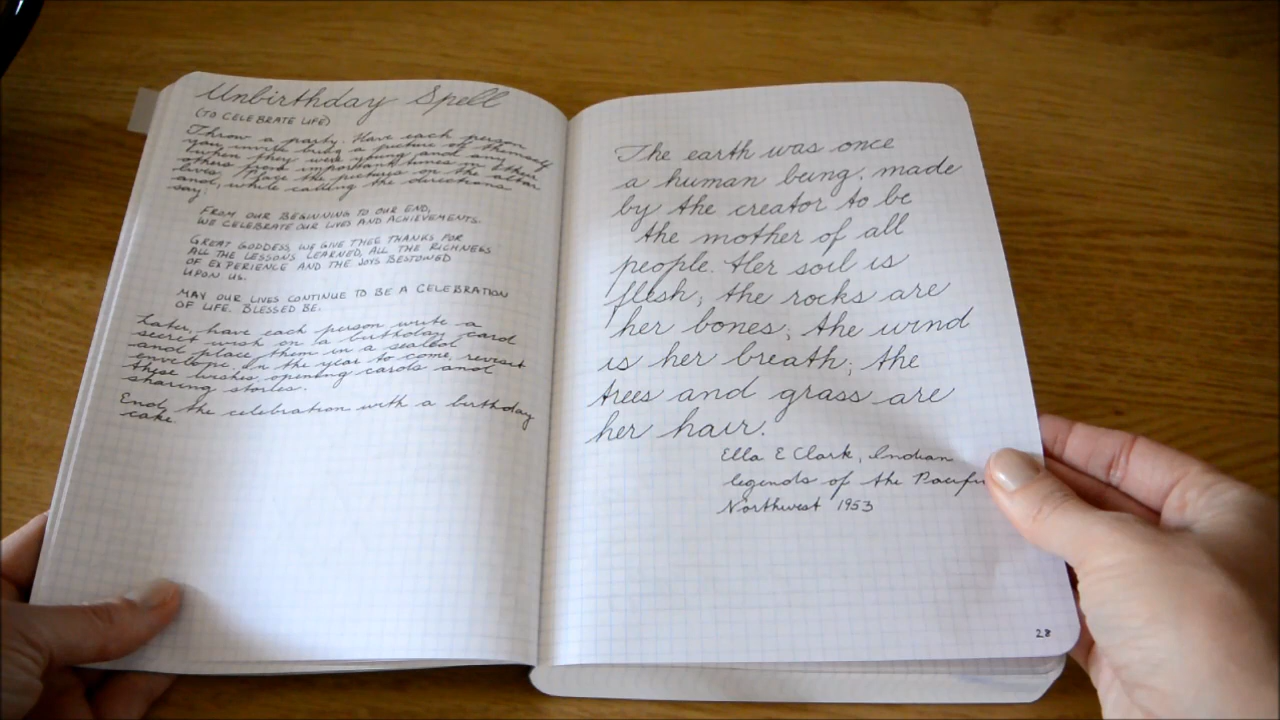 Unbirthday Spell
(TO CELEBRATE LIFE)
Throw a party. Have each person
you invite bring a picture of themself
when they were young and any
others from important times in their
lives. Place the pictures on the altar
and, while calling the directions
say:
FROM OUR BEGINNING TO OUR END,
WE CELEBRATE OUR LIVES AND ACHIEVEMENTS.
GREAT GODDESS, WE GIVE THEE THANKS FOR
ALL THE LESSONS LEARNED, ALL THE RICHNESS
OF EXPERIENCE AND THE JOYS BESTOWED
UPON US.
MAY OUR LIVES CONTINUE TO BE A CELEBRATION
OF LIFE. BLESSED BE.
Later, have each person write a
secret wish on a birthday card
and place them in a sealed
envelope. In the year to come, revisit
these wishes opening cards and
sharing stories.
End the celebration with a birthday
cake.
The earth was once
a human being, made
by the creator to be
the mother of all
people. Her soil is
flesh; the rocks are
her bones; the wind
is her breath; the
trees and grass are
her hair.
Ella E Clark, Indian
legends of the Pacific
Northwest 1953
28